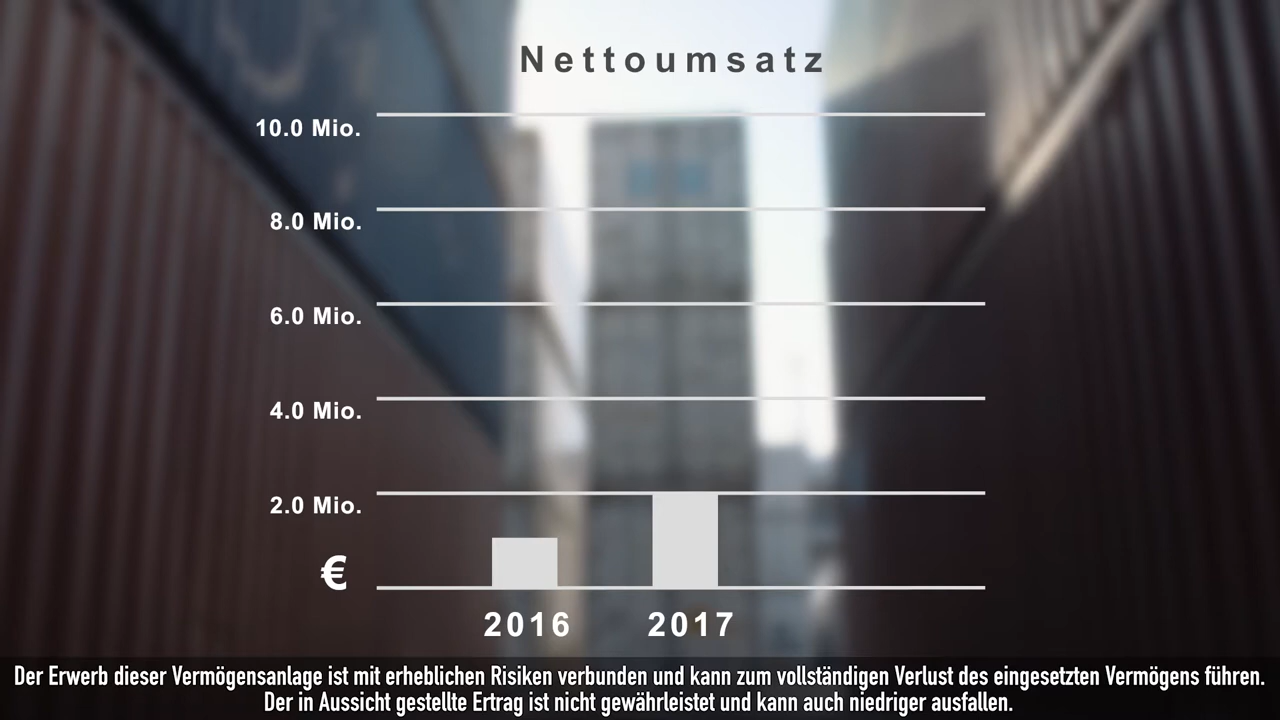 Nettoumsatz
10.0 Mio.
8.0 Mio.
6.0 Mio.
4.0 Mio.
2.0 Mio.
€
2016 2017
Der Erwerb dieser Vermögensanlage ist mit erheblichen Risiken verbunden und kann zum vollständigen Verlust des eingesetzten Vermögens führen.
Der in Aussicht gestellte Ertrag ist nicht gewährleistet und kann auch niedriger ausfallen.